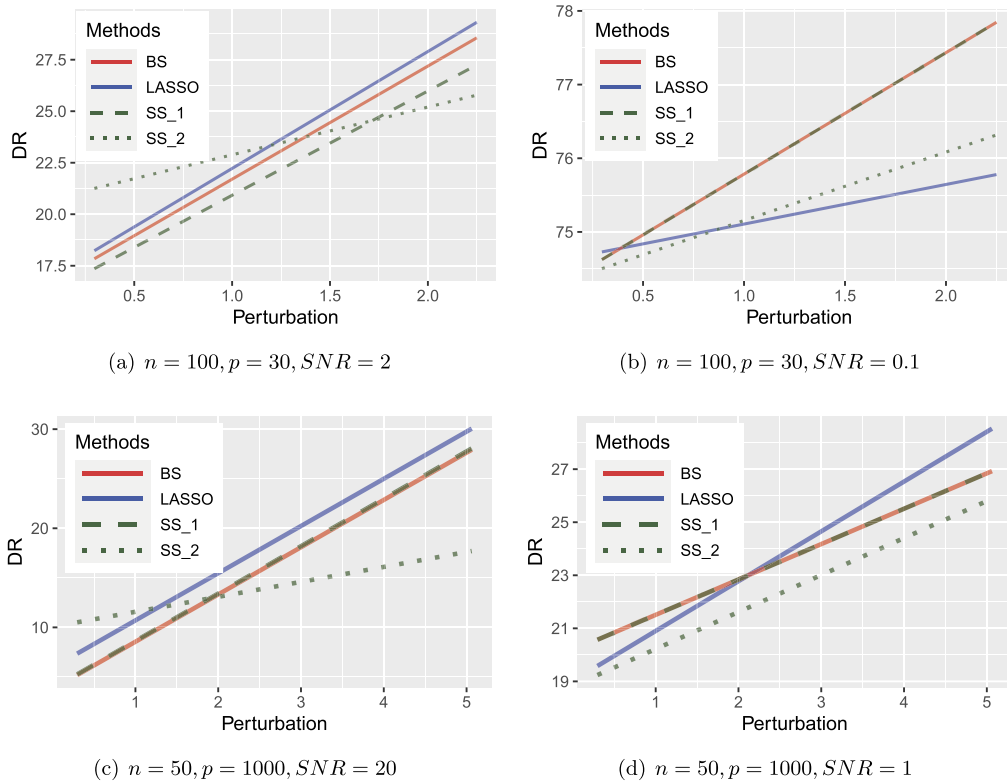 Methods
BS
LASSO
SS_1
SS_2
DR
27.5
25.0
22.5
20.0
17.5
0.5 1.0 1.5 2.0
Perturbation
(a) n = 100, p = 30, SNR = 2
Methods
BS
LASSO
SS_1
SS_2
DR
78
77
76
75
0.5 1.0 1.5 2.0
Perturbation
(b) n = 100, p = 30, SNR = 0.1
Methods
BS
LASSO
SS_1
SS_2
DR
30
20
10
1 2 3 4 5
Perturbation
(c) n = 50, p = 1000, SNR = 20
Methods
BS
LASSO
SS_1
SS_2
DR
27
25
23
21
19
1 2 3 4 5
Perturbation
(d) n = 50, p = 1000, SNR = 1